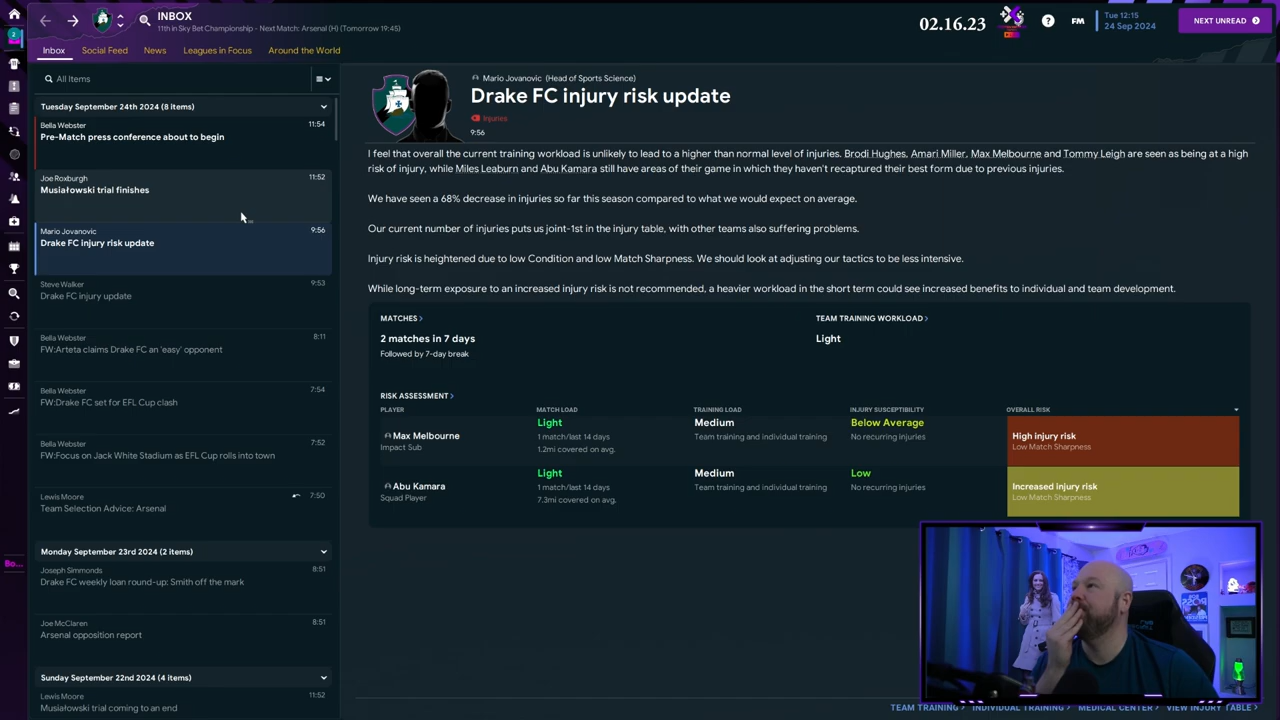 INBOX
11th in Sky Bet Championship - Next Match: Arsenal (H) (Tomorrow 19:45)
02.16.23
FM
Tue 12:15
24 Sep 2024
NEXT UNREAD
Inbox
Social Feed
News
Leagues in Focus
Around the World
All Items
Tuesday September 24th 2024 (8 items)
Bella Webster
11:54
Pre-Match press conference about to begin
Joe Roxburgh
11:52
Musiałowski trial finishes
Mario Jovanovic
9:56
Drake FC injury risk update
Steve Walker
9:53
Drake FC injury update
Bella Webster
8:11
FW:Arteta claims Drake FC an 'easy' opponent
Bella Webster
7:54
FW:Drake FC set for EFL Cup clash
Bella Webster
7:52
FW:Focus on Jack White Stadium as EFL Cup rolls into town
Lewis Moore
7:50
Team Selection Advice: Arsenal
Monday September 23rd 2024 (2 items)
Joseph Simmonds
8:51
Drake FC weekly loan round-up: Smith off the mark
Joe McClaren
8:51
Arsenal opposition report
Sunday September 22nd 2024 (4 items)
Lewis Moore
11:52
Musiałowski trial coming to an end
Bo...
2
Mario Jovanovic (Head of Sports Science)
Drake FC injury risk update
Injuries
9:56
I feel that overall the current training workload is unlikely to lead to a higher than normal level of injuries. Brodi Hughes, Amari Miller, Max Melbourne and Tommy Leigh are seen as being at a high
risk of injury, while Miles Leaburn and Abu Kamara still have areas of their game in which they haven't recaptured their best form due to previous injuries.
We have seen a 68% decrease in injuries so far this season compared to what we would expect on average.
Our current number of injuries puts us joint-1st in the injury table, with other teams also suffering problems.
Injury risk is heightened due to low Condition and low Match Sharpness. We should look at adjusting our tactics to be less intensive.
While long-term exposure to an increased injury risk is not recommended, a heavier workload in the short term could see increased benefits to individual and team development.
MATCHES
TEAM TRAINING WORKLOAD
2 matches in 7 days
Light
Followed by 7-day break
RISK ASSESSMENT
PLAYER
MATCH LOAD
TRAINING LOAD
INJURY SUSCEPTIBILITY
OVERALL RISK
Max Melbourne
Impact Sub
Light
1 match/last 14 days
1.2mi covered on avg.
Medium
Team training and individual training
Below Average
No recurring injuries
High injury risk
Low Match Sharpness
Abu Kamara
Squad Player
Light
1 match/last 14 days
7.3mi covered on avg.
Medium
Team training and individual training
Low
No recurring injuries
Increased injury risk
Low Match Sharpness
TEAM TRAINING
INDIVIDUAL TRAINING
MEDICAL CENTER
VIEW INJURY TABLE